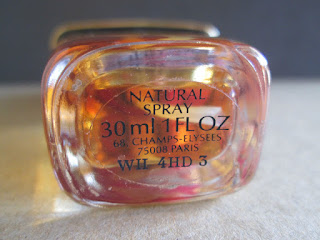 NATURAL
SPRAY
30 ml 1 FL OZ
68, CHAMPS-ELYSEES
75008 PARIS
WIL 4HD 3